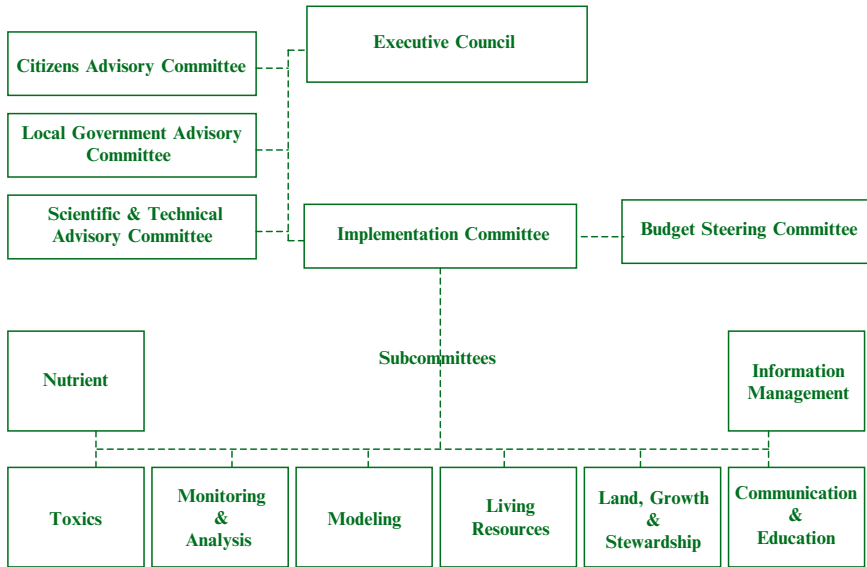 Executive Council
Citizens Advisory Committee
Local Government Advisory
Committee
Scientific & Technical
Advisory Committee
Implementation Committee
Budget Steering Committee
Subcommittees
Nutrient
Information
Management
Toxics
Monitoring
&
Analysis
Modeling
Living
Resources
Land, Growth
&
Stewardship
Communication
&
Education